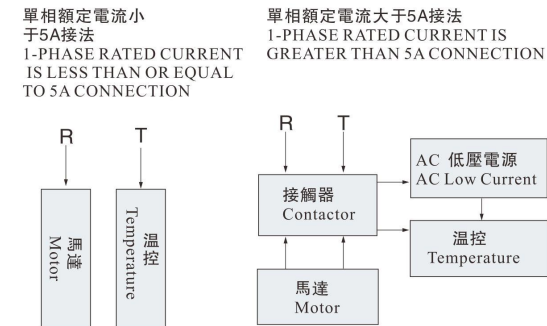 單相額定電流小
于5A接法
1-PHASE RATED CURRENT
IS LESS THAN OR EQUAL
TO 5A CONNECTION
單相額定電流大于5A接法
1-PHASE RATED CURRENT IS
GREATER THAN 5A CONNECTION
R
T
馬達
Motor
温控
Temperature
R
T
接觸器
Contactor
AC 低壓電源
AC Low Current
温控
Temperature
馬達
Motor